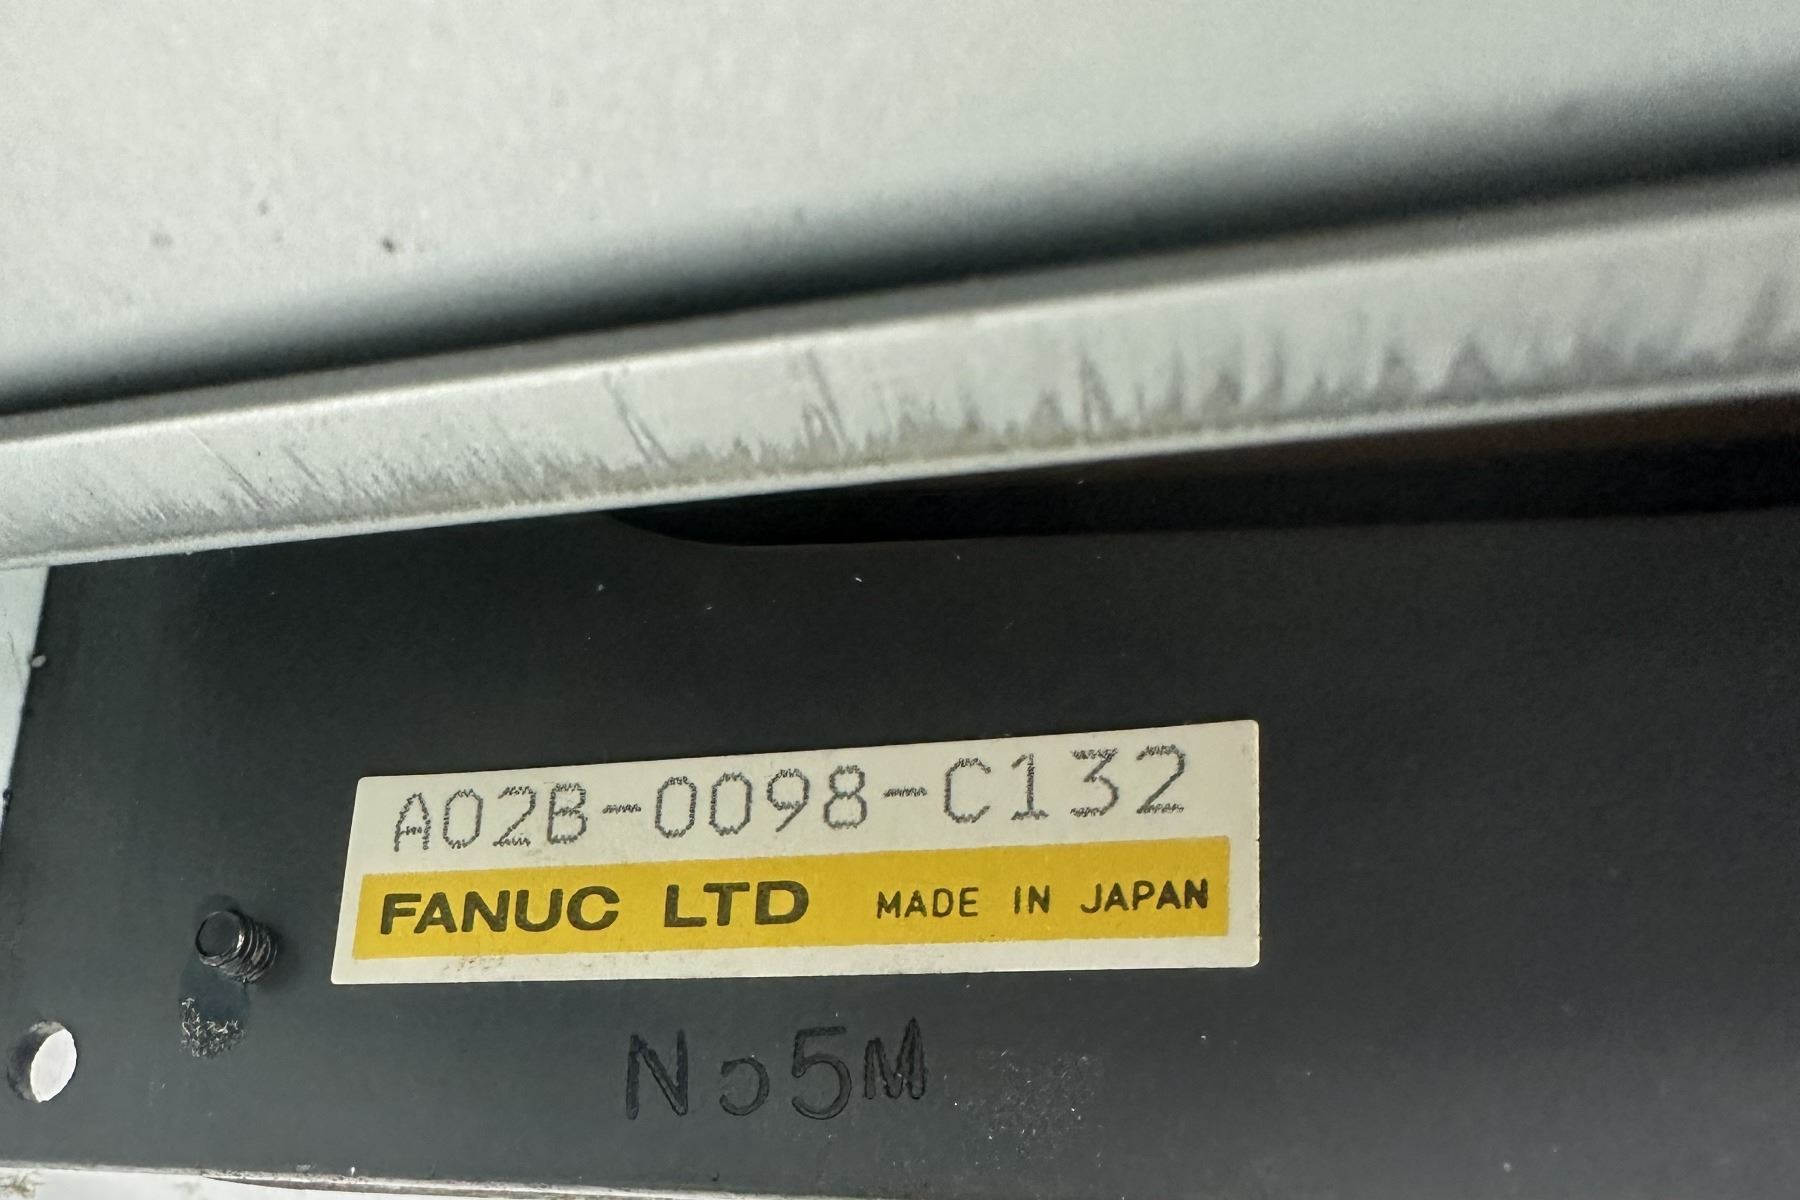 A02B-0098-C132
FANUC LTD MADE IN JAPAN
No5M